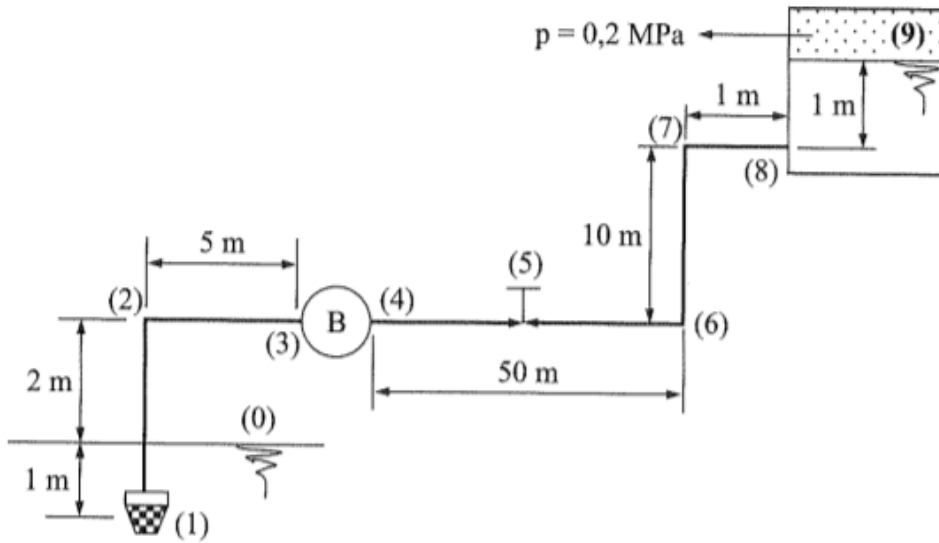 p = 0,2 MPa
(9)
1 m
1 m
(7)
(8)
5 m
10 m
(5)
(2)
(4)
B
(3)
(6)
2 m
50 m
(0)
1 m
(1)